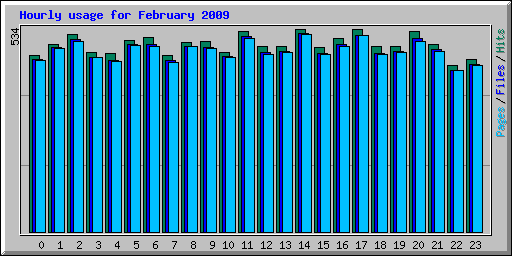 Hourly usage for February 2009
534
Pages / Files / Hits
0 1 2 3 4 5 6 7 8 9 10 11 12 13 14 15 16 17 18 19 20 21 22 23